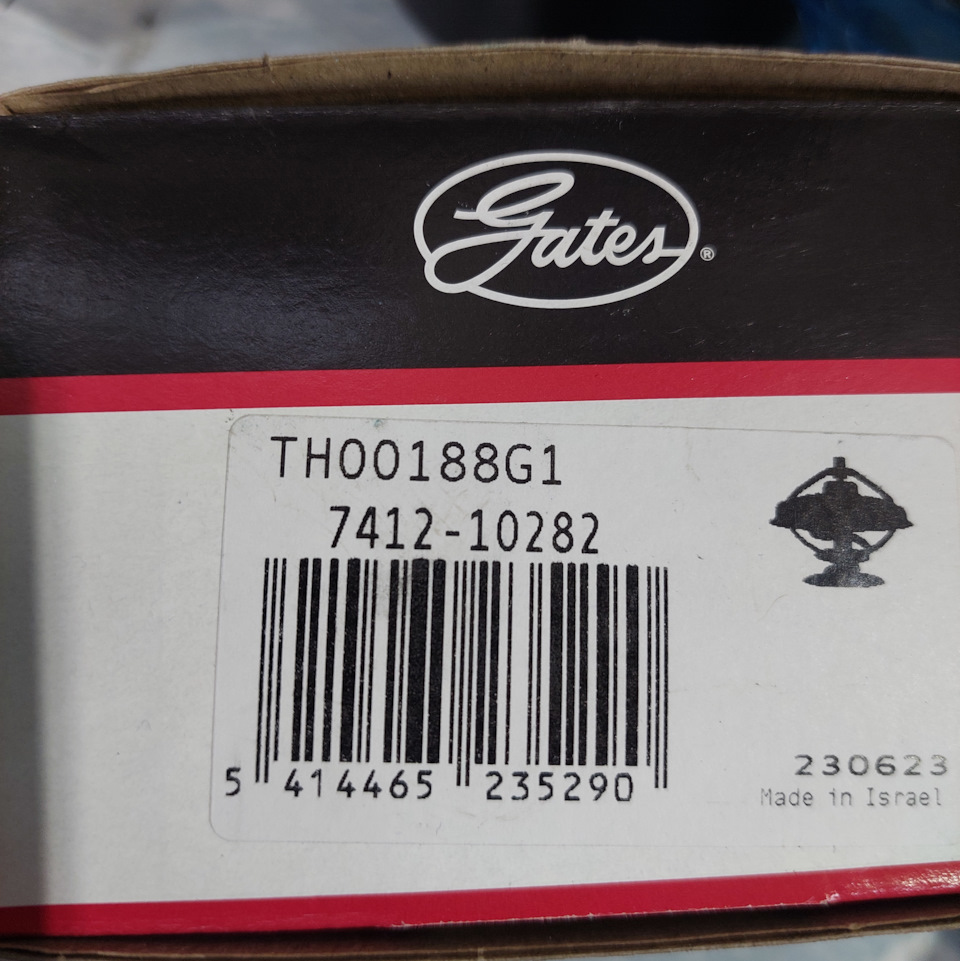 Gates®
TH00188G1
7412-10282
5 414465 235290
230623
Made in Israel